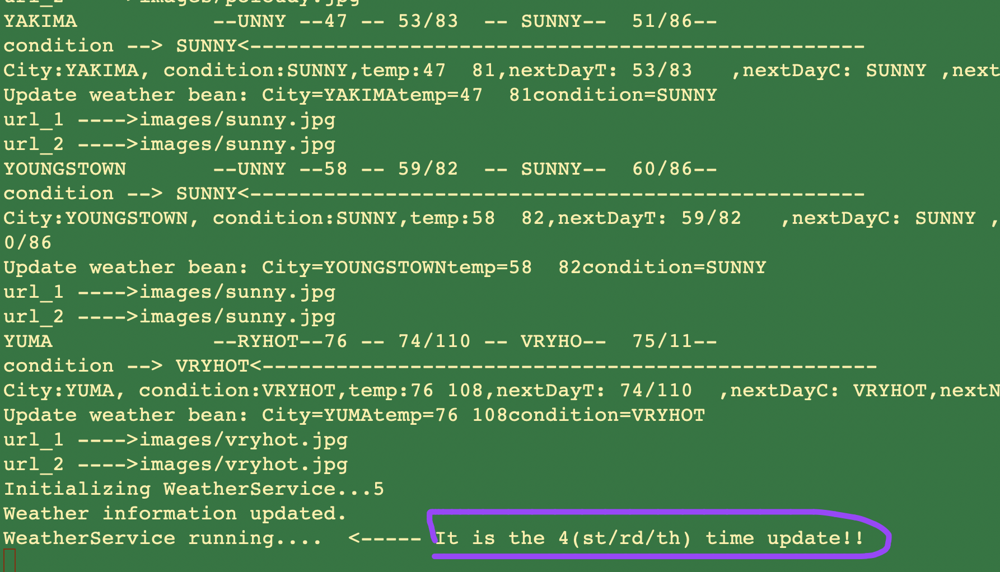 url_2 ---->images/pcloudy.jpg
YAKIMA           --UNNY --47 -- 53/83  -- SUNNY--  51/86--
condition --> SUNNY<--------------------------------------------------
City:YAKIMA, condition:SUNNY,temp:47  81,nextDayT: 53/83   ,nextDayC: SUNNY ,next
Update weather bean: City=YAKIMAtemp=47  81condition=SUNNY
url_1 ---->images/sunny.jpg
url_2 ---->images/sunny.jpg
YOUNGSTOWN       --UNNY --58 -- 59/82  -- SUNNY--  60/86--
condition --> SUNNY<--------------------------------------------------
City:YOUNGSTOWN, condition:SUNNY,temp:58  82,nextDayT: 59/82   ,nextDayC: SUNNY ,
0/86
Update weather bean: City=YOUNGSTOWNtemp=58  82condition=SUNNY
url_1 ---->images/sunny.jpg
url_2 ---->images/sunny.jpg
YUMA             --RYHOT--76 -- 74/110 -- VRYHO--  75/11--
condition --> VRYHOT<--------------------------------------------------
City:YUMA, condition:VRYHOT,temp:76 108,nextDayT: 74/110  ,nextDayC: VRYHOT,nextN
Update weather bean: City=YUMAtemp=76 108condition=VRYHOT
url_1 ---->images/vryhot.jpg
url_2 ---->images/vryhot.jpg
Initializing WeatherService...5
Weather information updated.
WeatherService running....  <----- It is the 4(st/rd/th) time update!!